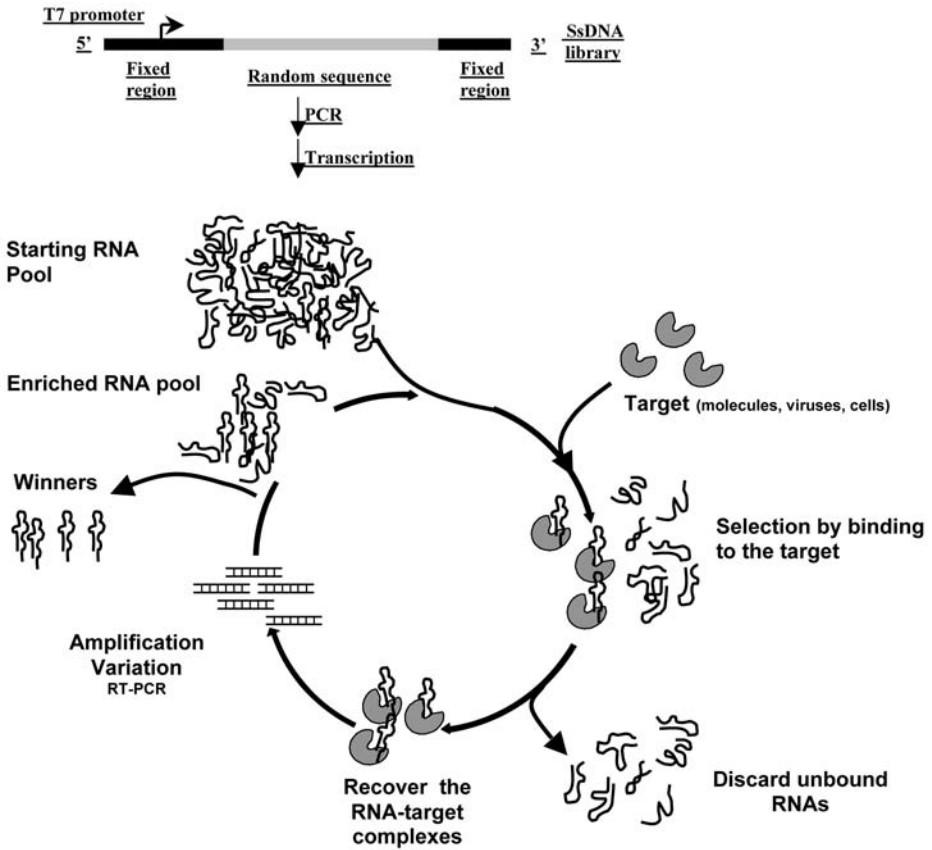 T7 promoter
5’
3’
SsDNA
library
Fixed
region
Random sequence
Fixed
region
PCR
Transcription
Starting RNA
Pool
Enriched RNA pool
Target (molecules, viruses, cells)
Winners
Selection by binding
to the target
Amplification
Variation
RT-PCR
Recover the
RNA-target
complexes
Discard unbound
RNAs